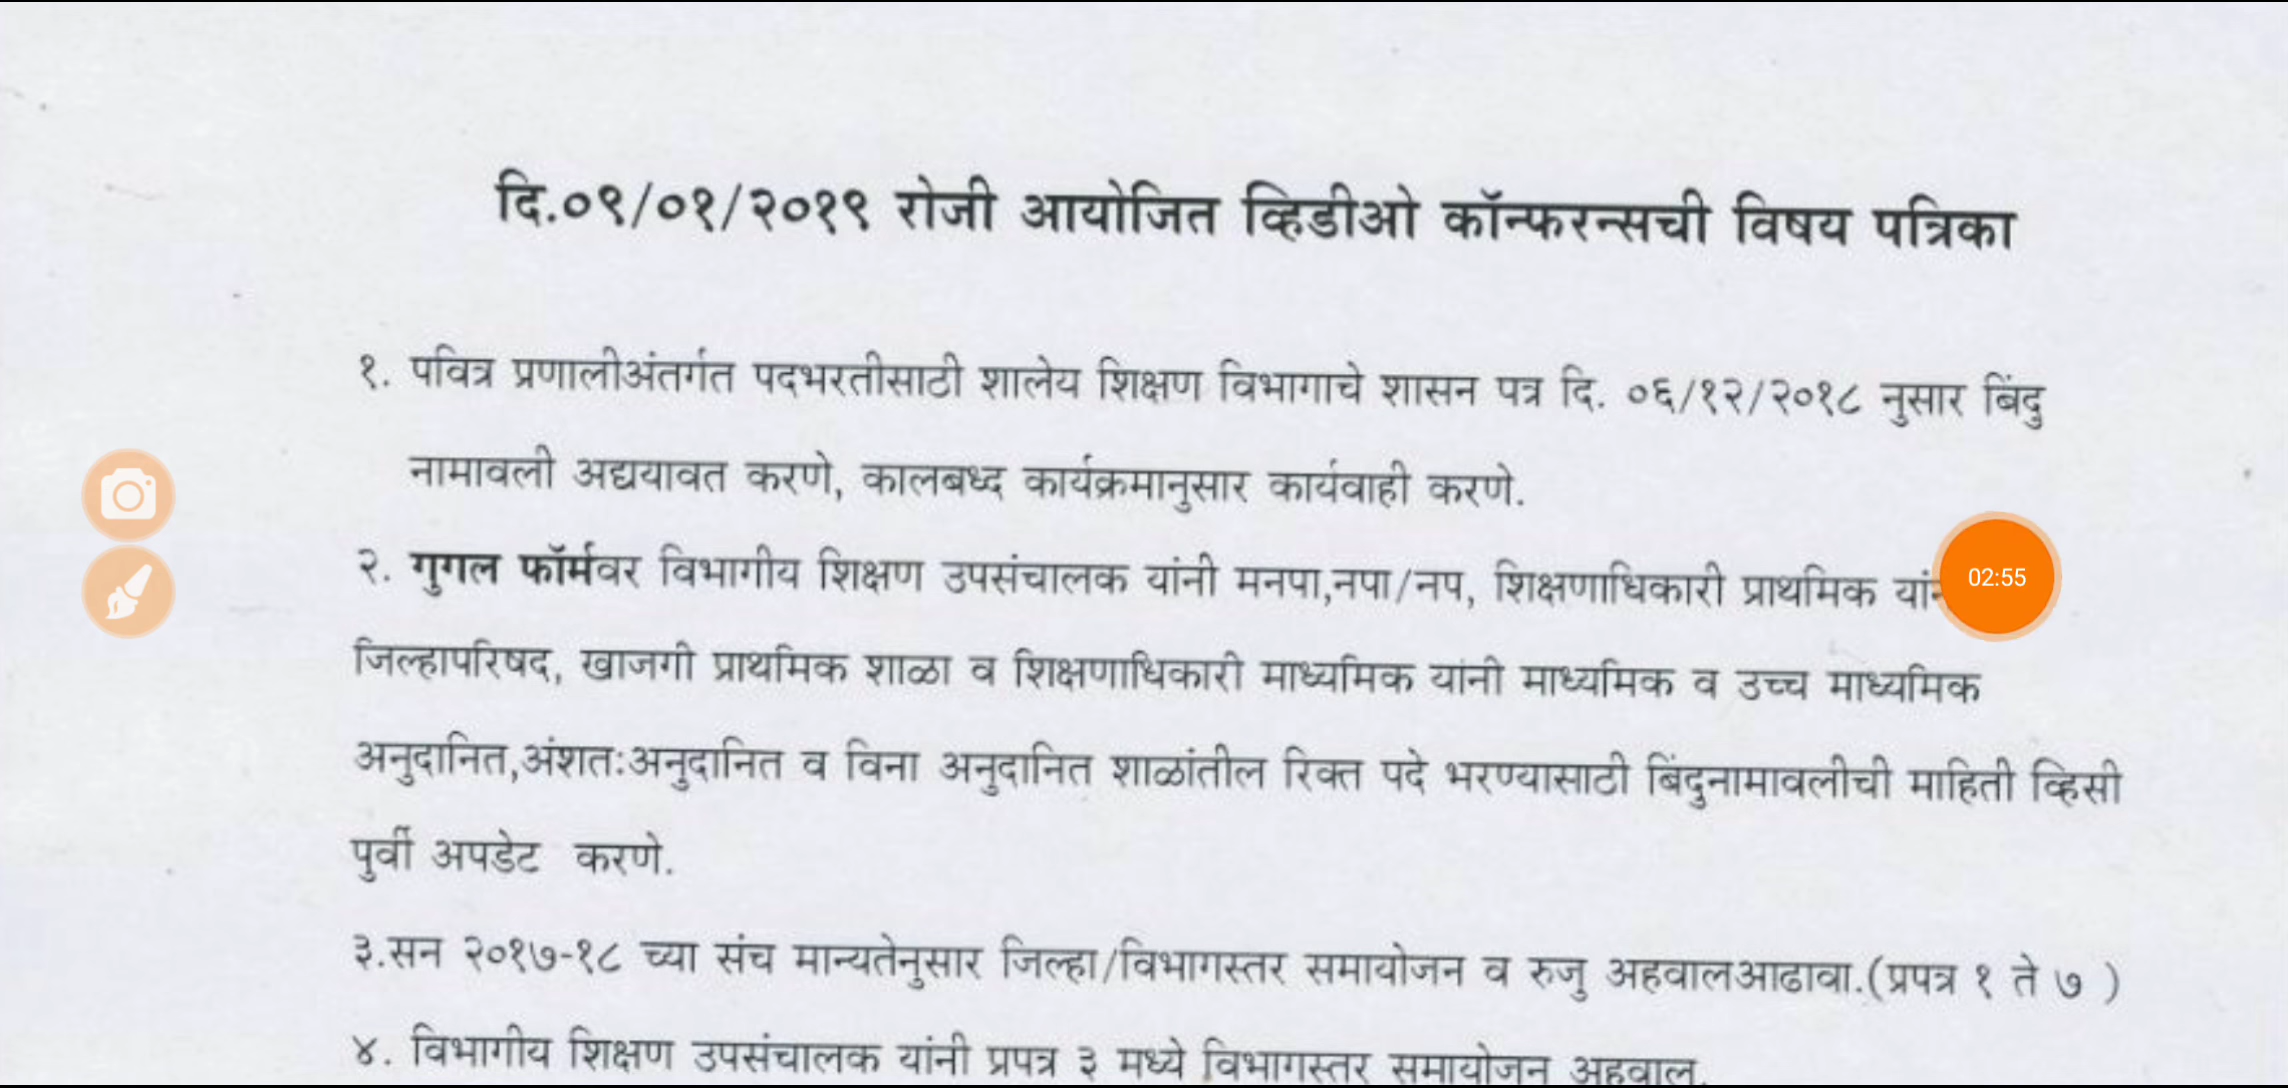 दि.०९/०१/२०१९ रोजी आयोजित व्हिडीओ कॉन्फरन्सची विषय पत्रिका
१. पवित्र प्रणालीअंतर्गत पदभरतीसाठी शालेय शिक्षण विभागाचे शासन पत्र दि. ०६/१२/२०१८ नुसार बिंदु
नामावली अद्ययावत करणे, कालबध्द कार्यक्रमानुसार कार्यवाही करणे.
२. गुगल फॉर्मवर विभागीय शिक्षण उपसंचालक यांनी मनपा,नपा/नप, शिक्षणाधिकारी प्राथमिक
02:55
जिल्हापरिषद, खाजगी प्राथमिक शाळा व शिक्षणाधिकारी माध्यमिक यांनी माध्यमिक व उच्च माध्यमिक
अनुदानित,अंशतःअनुदानित व विना अनुदानित शाळांतील रिक्त पदे भरण्यासाठी बिंदुनामावलीची माहिती व्हिसी
पुर्वी अपडेट करणे.
३.सन २०१७-१८ च्या संच मान्यतेनुसार जिल्हा/विभागस्तर समायोजन व रुजु अहवालआढावा.(प्रपत्र १ ते ७ )
४. विभागीय शिक्षण उपसंचालक यांनी प्रपत्र ३ मध्ये विभागस्तर समायोजन अहवाल.